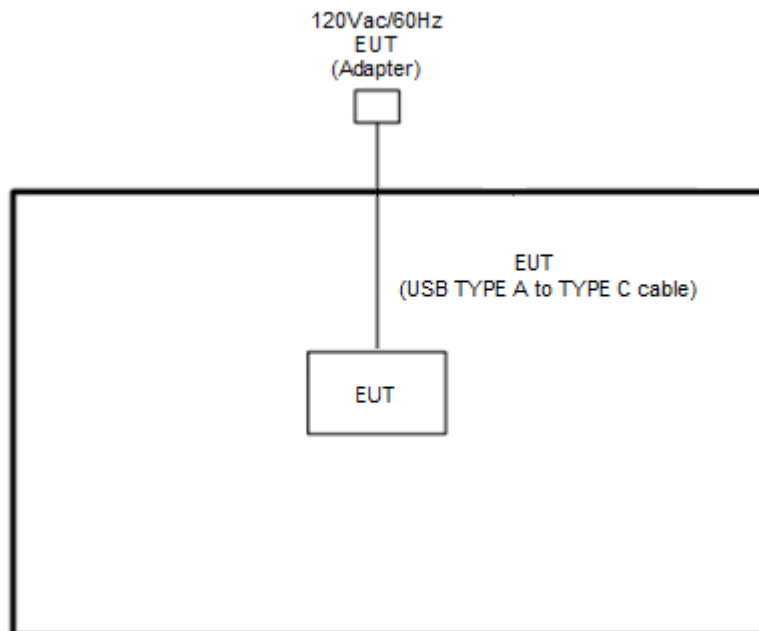 120Vac/60Hz
EUT
(Adapter)
EUT
(USB TYPE A to TYPE C cable)
EUT